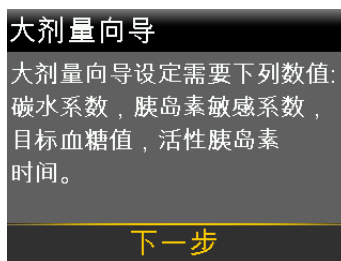 大剂量向导
大剂量向导设定需要下列数值:
碳水系数，胰岛素敏感系数，
目标血糖值，活性胰岛素
时间。
下一步